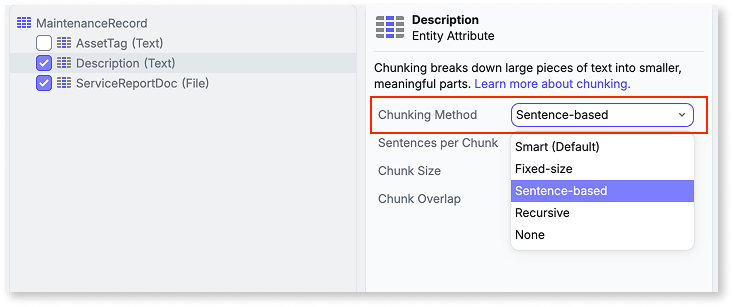 MaintenanceRecord
AssetTag (Text)
Description (Text)
ServiceReportDoc (File)
Description
Entity Attribute
Chunking breaks down large pieces of text into smaller,
meaningful parts. Learn more about chunking.
Chunking Method
Sentence-based
Sentences per Chunk
Chunk Size
Chunk Overlap
Smart (Default)
Fixed-size
Sentence-based
Recursive
None